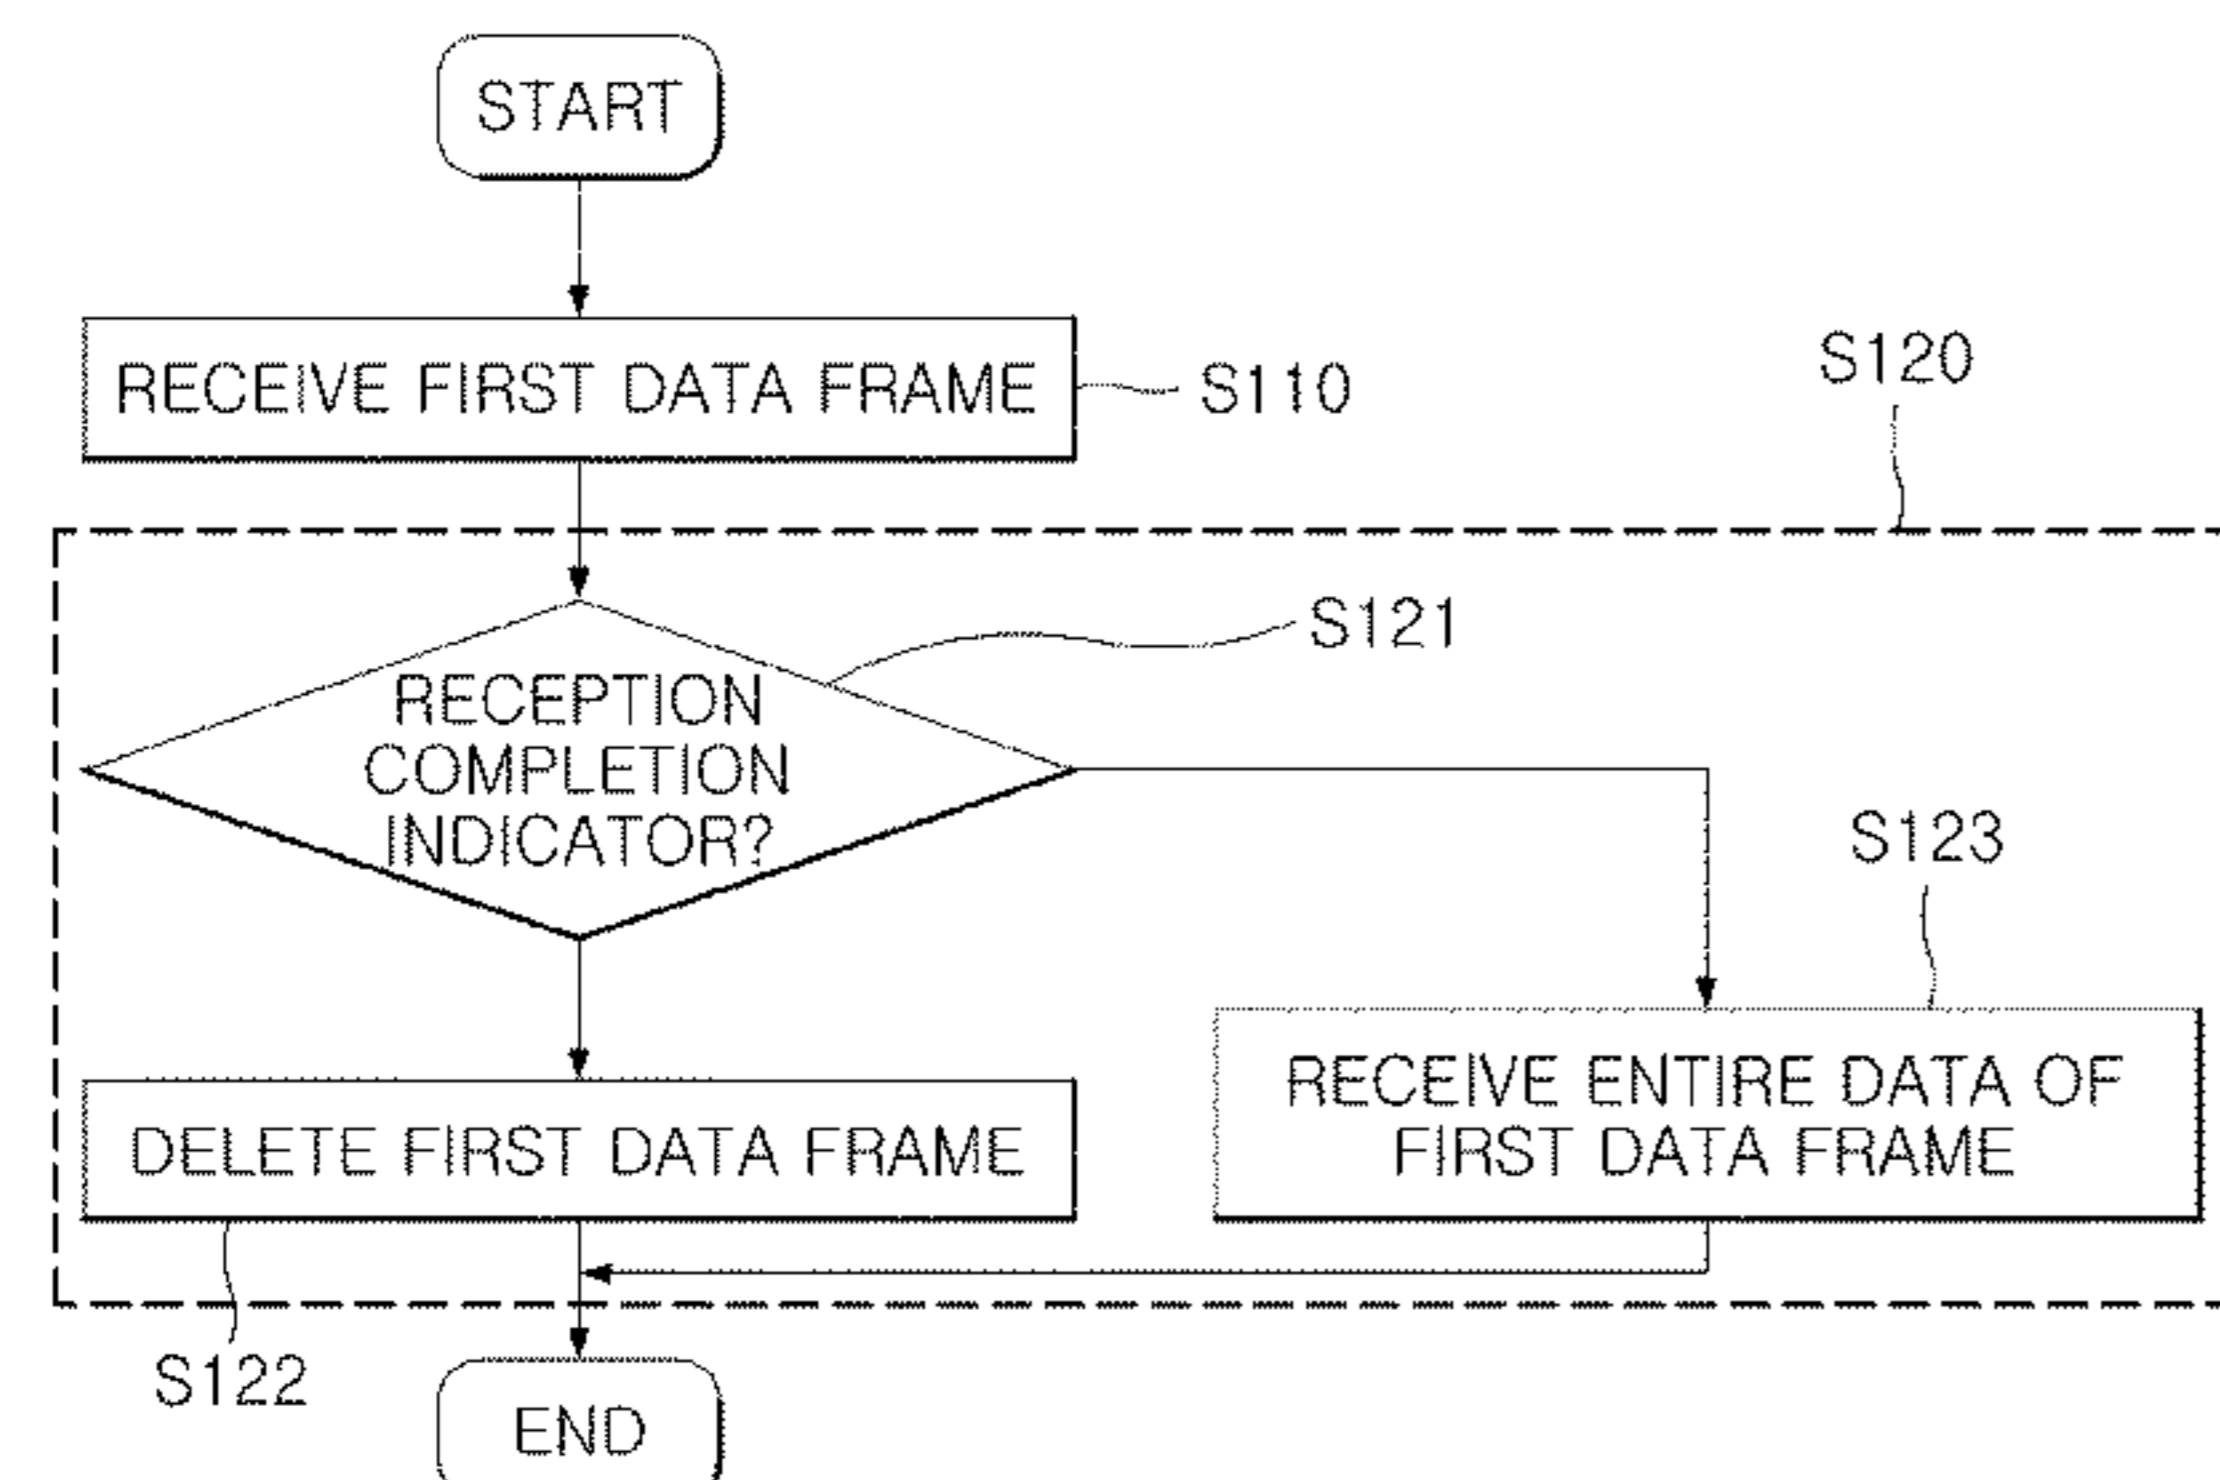 START
RECEIVE FIRST DATA FRAME
S110
S120
S121
RECEPTION
COMPLETION
INDICATOR?
S123
RECEIVE ENTIRE DATA OF
FIRST DATA FRAME
DELETE FIRST DATA FRAME
S122
END